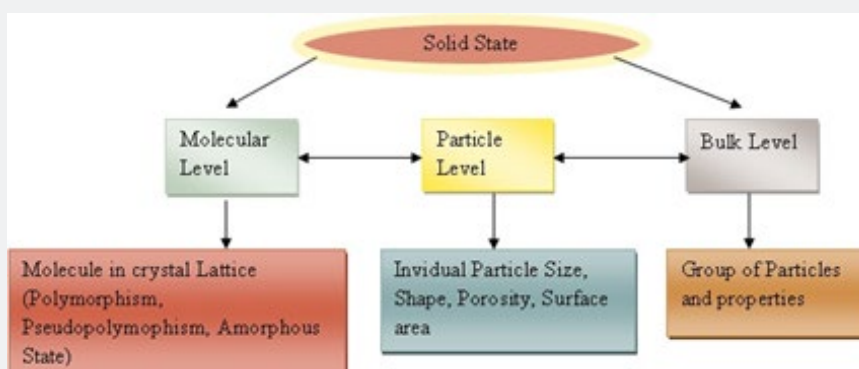 Solid State
Molecular
Level
Particle
Level
Bulk Level
Molecule in crystal Lattice
(Polymorphism,
Pseudopolymophism, Amorphous
State)
Invidual Particle Size,
Shape, Porosity, Surface
area
Group of Particles
and properties